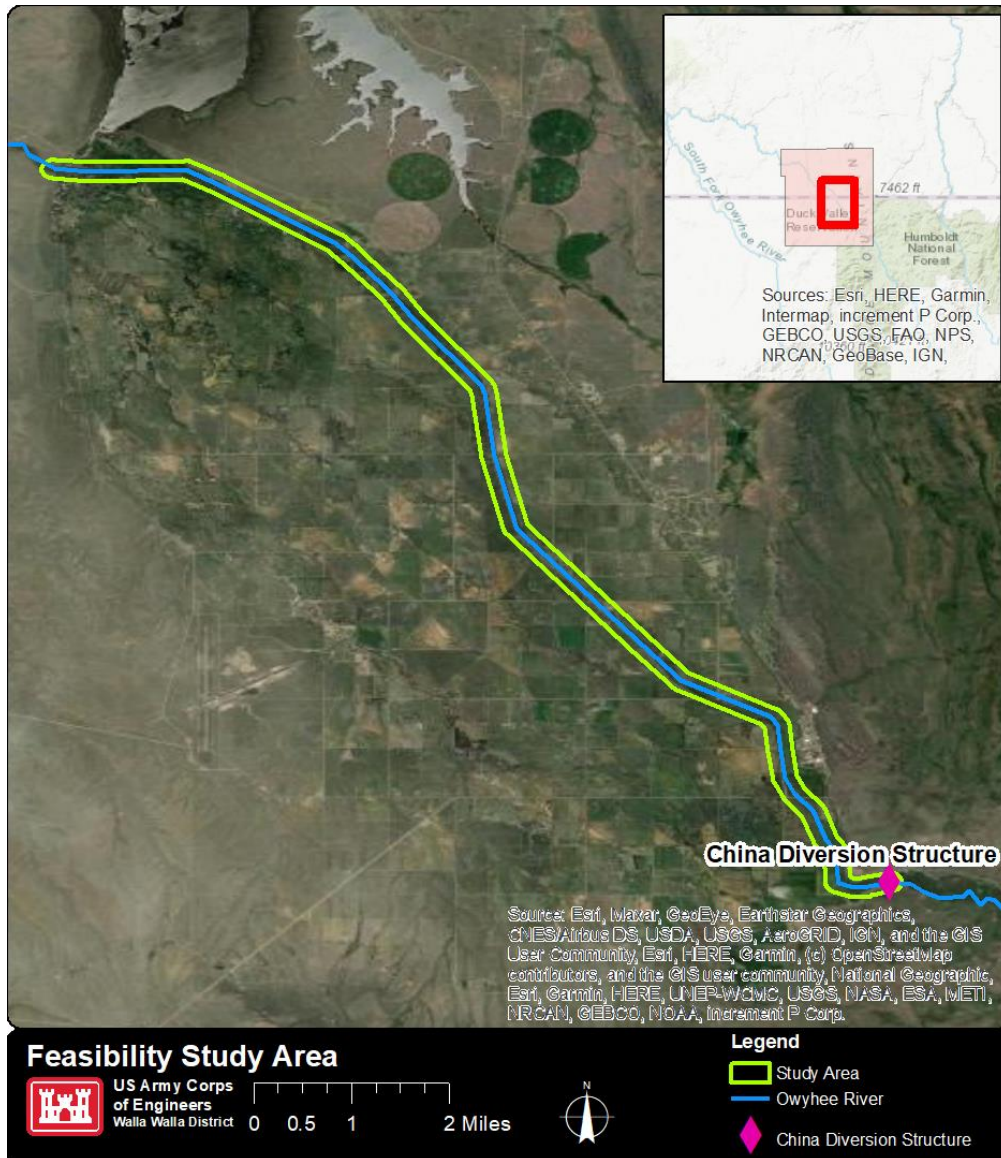 South Fork Owyhee River
7462 ft
Duck Valley
Rese
Humboldt
National
Forest
Sources: Esri, HERE, Garmin,
Intermap, increment P Corp.,
GEBCO, USGS, FAO, NPS,
NRCAN, GeoBase, IGN,
China Diversion Structure
Source: Esri, Maxar, GeoEye, Earthstar Geographics,
CNES/Airbus DS, USDA, USGS, AeroGRID, IGN, and the GIS
User Community, Esri, HERE, Garmin, (c) OpenStreetMap
contributors, and the GIS user community, National Geographic,
Esri, Garmin, HERE, UNEP-WCMC, USGS, NASA, ESA, METI,
NRCAN, GEBCO, NOAA, increment P Corp.
Feasibility Study Area
US Army Corps
of Engineers
Walla Walla District
0 0.5 1 2 Miles
N
Legend
Study Area
Owyhee River
China Diversion Structure